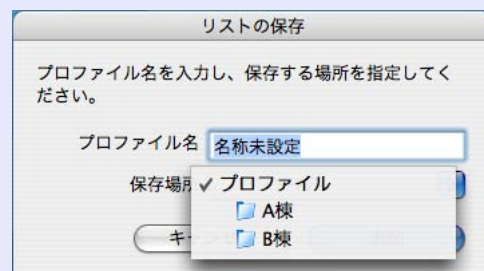 リストの保存
プロファイル名を入力し、保存する場所を指定してく
ださい。
プロファイル名 名称未設定
保存場所 ✓ プロファイル
A棟
B棟
キ